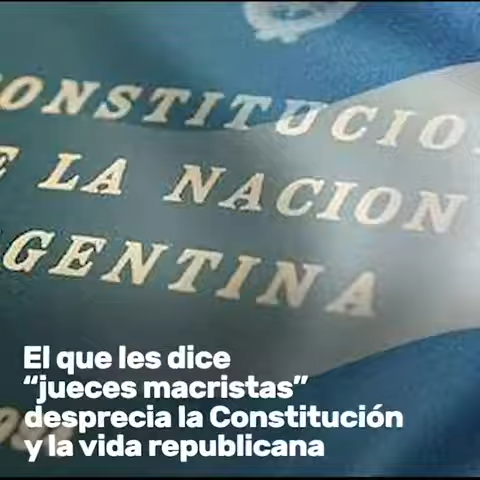 ONSTITUCIO
E LA NACION
GENTINA
El que les dice
"jueces macristas"
desprecia la Constitución
y la vida republicana